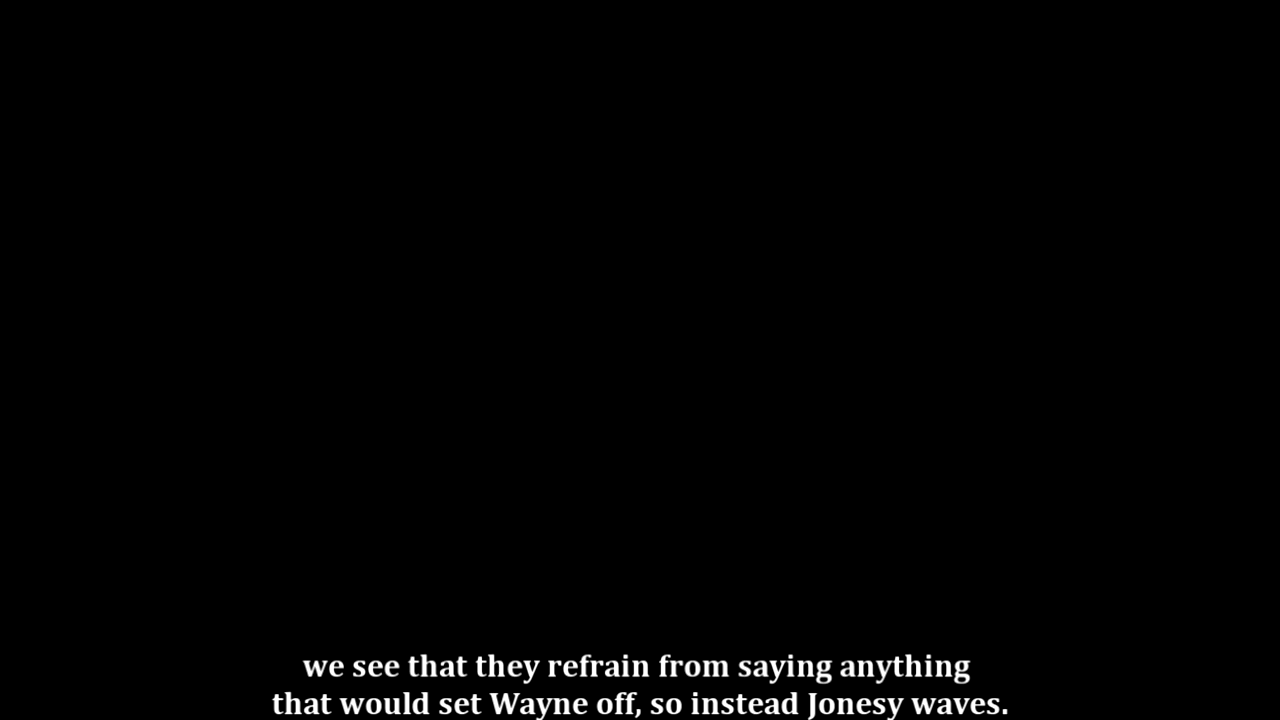 we see that they refrain from saying anything
that would set Wayne off, so instead Jonesy waves.